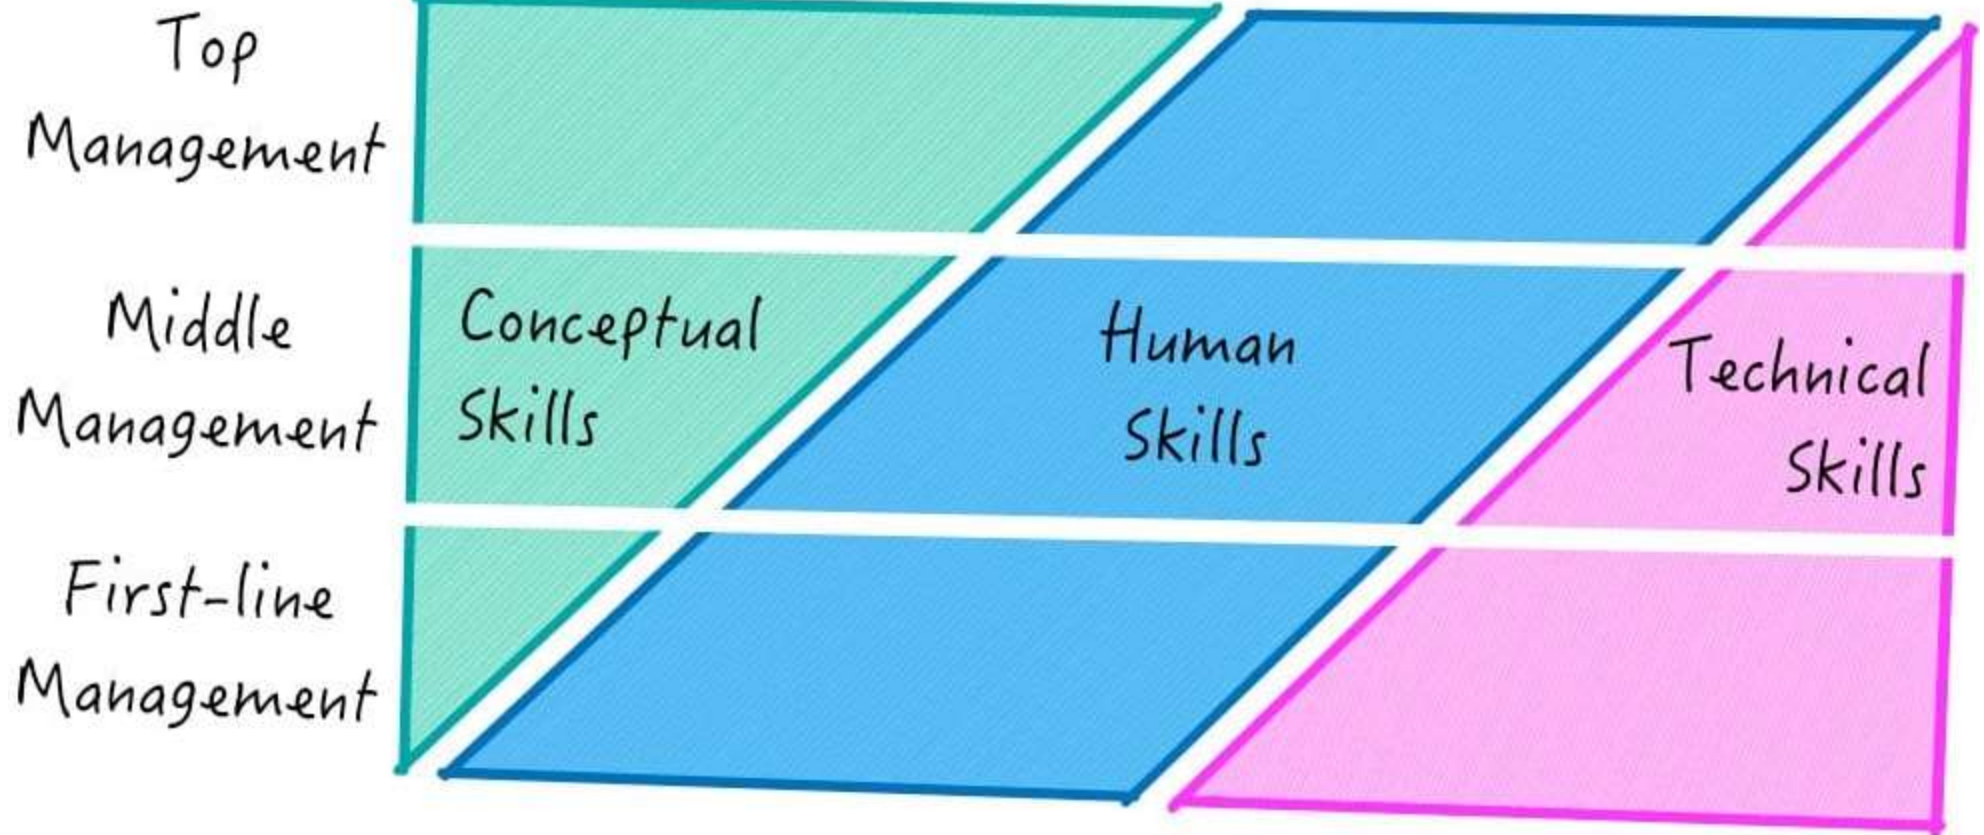 Top
Management
Middle
Management
Conceptual
Skills
Human
Skills
Technical
Skills
First-line
Management